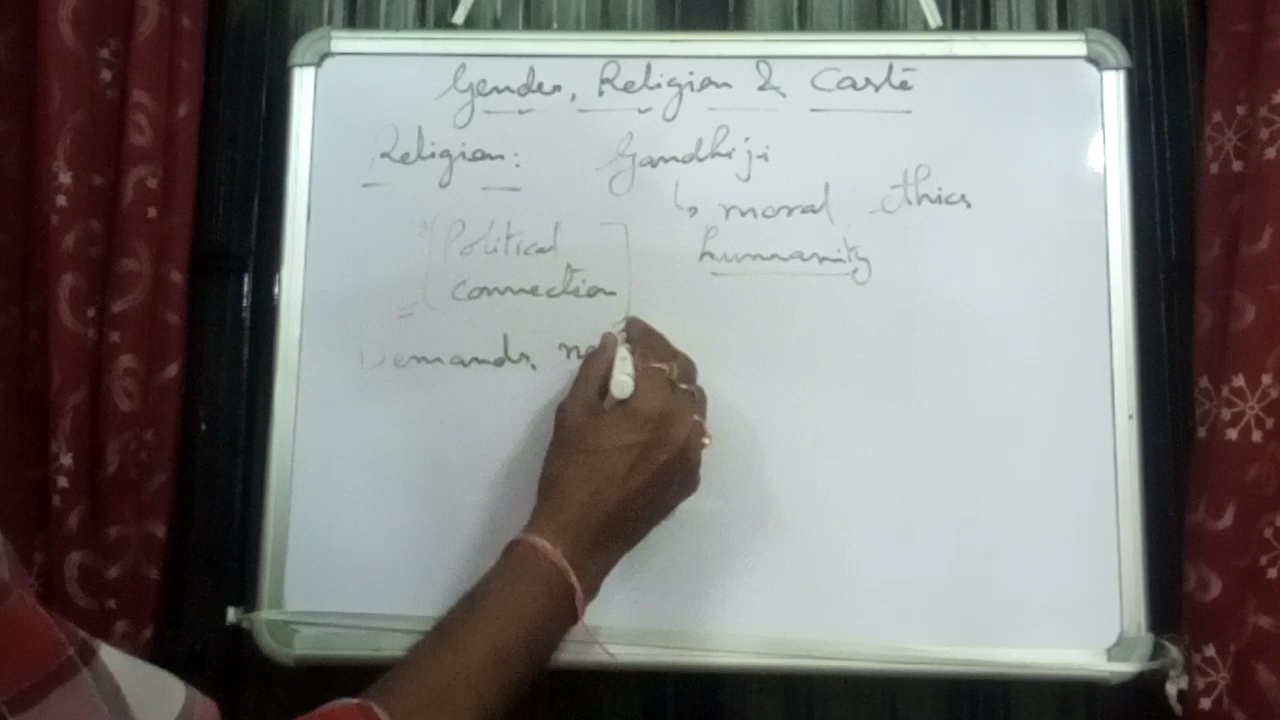 Gender, Religion & Caste
Religion: Gandhiji
↳ moral ethics
humanity
Political
connection
Demands,